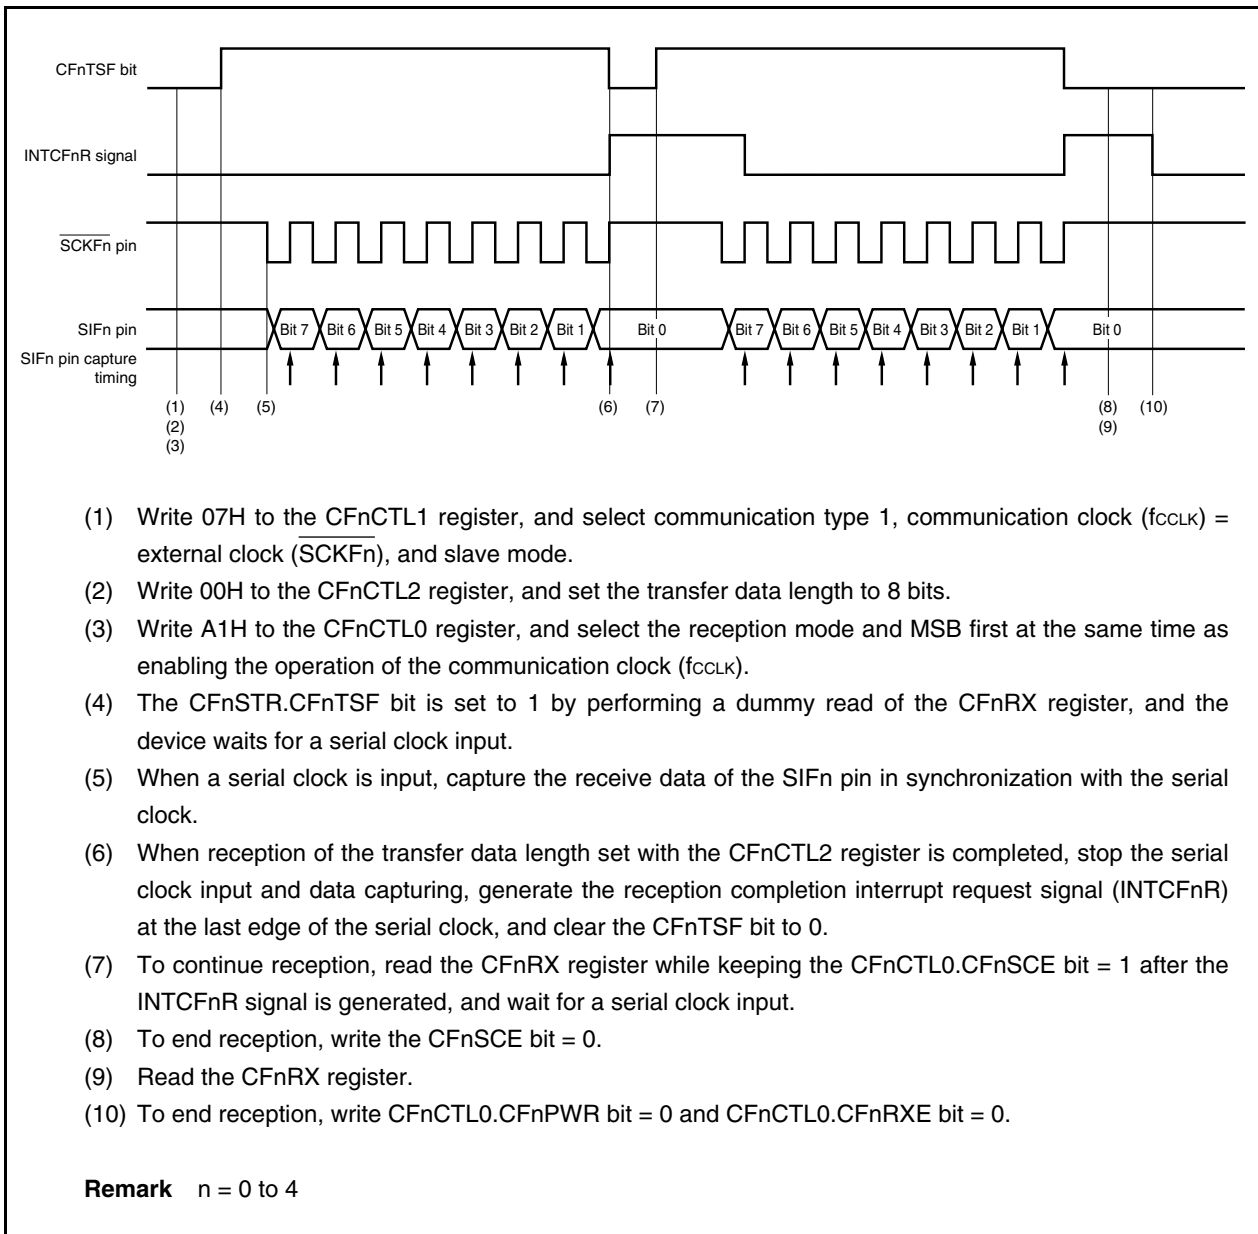 CFnTSF bit
INTCFnR signal
SCKFn pin
SIFn pin
Bit 7 Bit 6 Bit 5 Bit 4 Bit 3 Bit 2 Bit 1 Bit 0 Bit 7 Bit 6 Bit 5 Bit 4 Bit 3 Bit 2 Bit 1 Bit 0
SIFn pin capture
timing
(1) (4) (5) (6) (7) (8) (10)
(2) (9)
(3)
(1) Write 07H to the CFnCTL1 register, and select communication type 1, communication clock (fCCLK) =
external clock (SCKFn), and slave mode.
(2) Write 00H to the CFnCTL2 register, and set the transfer data length to 8 bits.
(3) Write A1H to the CFnCTL0 register, and select the reception mode and MSB first at the same time as
enabling the operation of the communication clock (fCCLK).
(4) The CFnSTR.CFnTSF bit is set to 1 by performing a dummy read of the CFnRX register, and the
device waits for a serial clock input.
(5) When a serial clock is input, capture the receive data of the SIFn pin in synchronization with the serial
clock.
(6) When reception of the transfer data length set with the CFnCTL2 register is completed, stop the serial
clock input and data capturing, generate the reception completion interrupt request signal (INTCFnR)
at the last edge of the serial clock, and clear the CFnTSF bit to 0.
(7) To continue reception, read the CFnRX register while keeping the CFnCTL0.CFnSCE bit = 1 after the
INTCFnR signal is generated, and wait for a serial clock input.
(8) To end reception, write the CFnSCE bit = 0.
(9) Read the CFnRX register.
(10) To end reception, write CFnCTL0.CFnPWR bit = 0 and CFnCTL0.CFnRXE bit = 0.
Remark n = 0 to 4